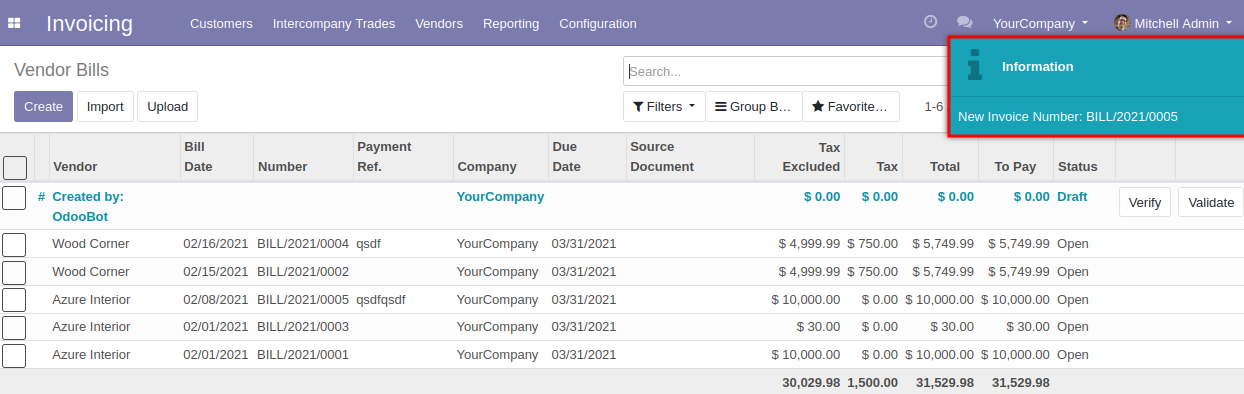 Invoicing Customers Intercompany Trades Vendors Reporting Configuration YourCompany Mitchell Admin
Vendor Bills
Search...
Information
Create Import Upload
Filters Group B... Favorite... 1-6
New Invoice Number: BILL/2021/0005
Vendor Bill Date Number Payment Ref. Company Due Date Source Document Tax Excluded Tax Total To Pay Status
# Created by: OdooBot YourCompany $ 0.00 $ 0.00 $ 0.00 $ 0.00 Draft Verify Validate
Wood Corner 02/16/2021 BILL/2021/0004 qsdf YourCompany 03/31/2021 $ 4,999.99 $ 750.00 $ 5,749.99 $ 5,749.99 Open
Wood Corner 02/15/2021 BILL/2021/0002 YourCompany 03/31/2021 $ 4,999.99 $ 750.00 $ 5,749.99 $ 5,749.99 Open
Azure Interior 02/08/2021 BILL/2021/0005 qsdfqsdf YourCompany 03/31/2021 $ 10,000.00 $ 0.00 $ 10,000.00 $ 10,000.00 Open
Azure Interior 02/01/2021 BILL/2021/0003 YourCompany 03/31/2021 $ 30.00 $ 0.00 $ 30.00 $ 30.00 Open
Azure Interior 02/01/2021 BILL/2021/0001 YourCompany 03/31/2021 $ 10,000.00 $ 0.00 $ 10,000.00 $ 10,000.00 Open
30,029.98 1,500.00 31,529.98 31,529.98